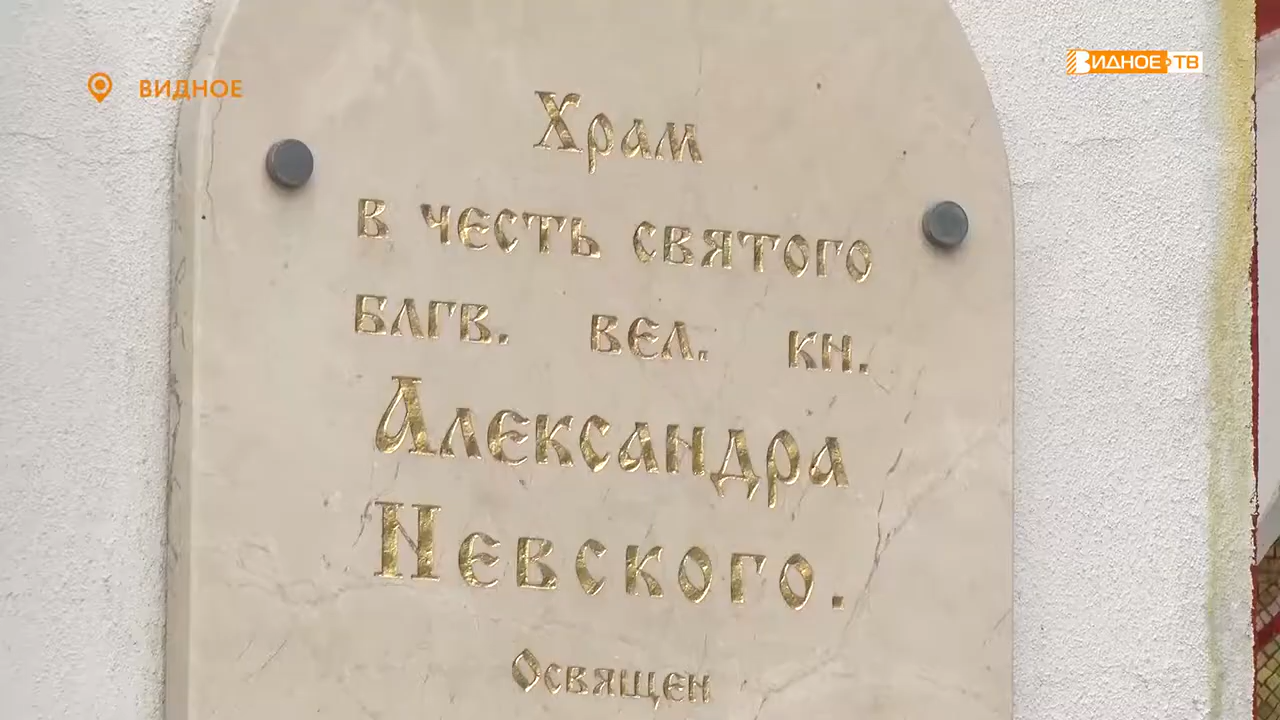 ВИДНОЕ
ВИДНОЕ ТВ
Храм
в честь святого
блгв. вел. кн.
Александра
Невского.
Освящен